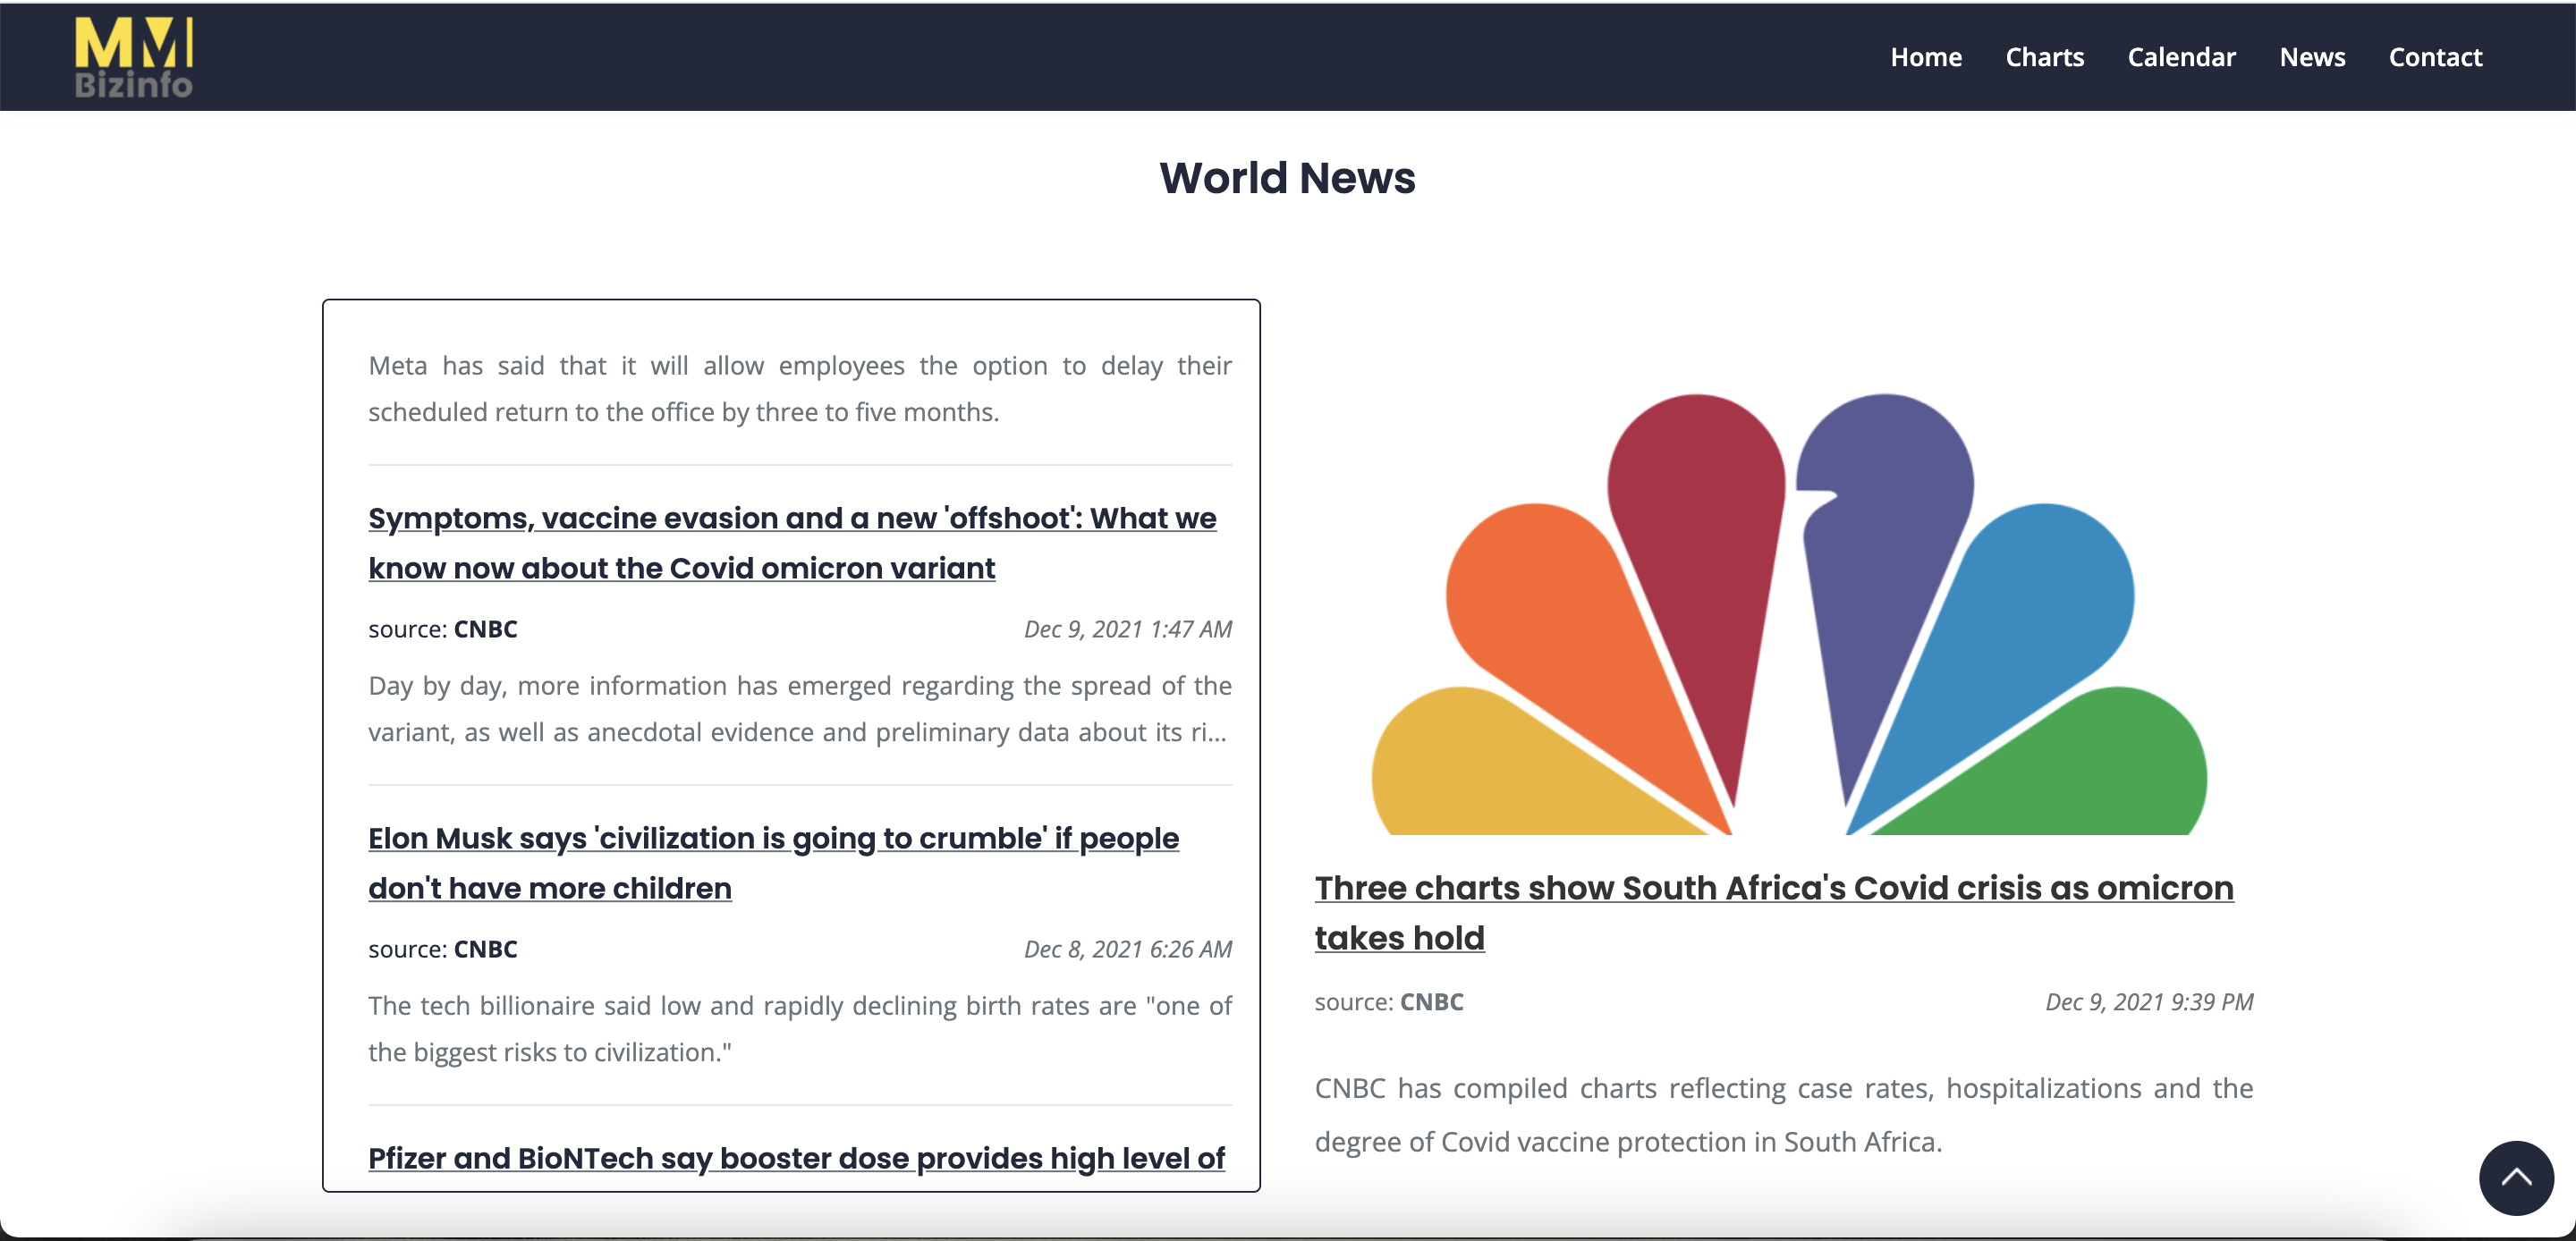 MM
Bizinfo
Home Charts Calendar News Contact
World News
Meta has said that it will allow employees the option to delay their
scheduled return to the office by three to five months.
Symptoms, vaccine evasion and a new 'offshoot': What we
know now about the Covid omicron variant
source: CNBC Dec 9, 2021 1:47 AM
Day by day, more information has emerged regarding the spread of the
variant, as well as anecdotal evidence and preliminary data about its ri...
Elon Musk says 'civilization is going to crumble' if people
don't have more children
source: CNBC Dec 8, 2021 6:26 AM
The tech billionaire said low and rapidly declining birth rates are "one of
the biggest risks to civilization."
Pfizer and BioNTech say booster dose provides high level of
Three charts show South Africa's Covid crisis as omicron
takes hold
source: CNBC Dec 9, 2021 9:39 PM
CNBC has compiled charts reflecting case rates, hospitalizations and the
degree of Covid vaccine protection in South Africa.